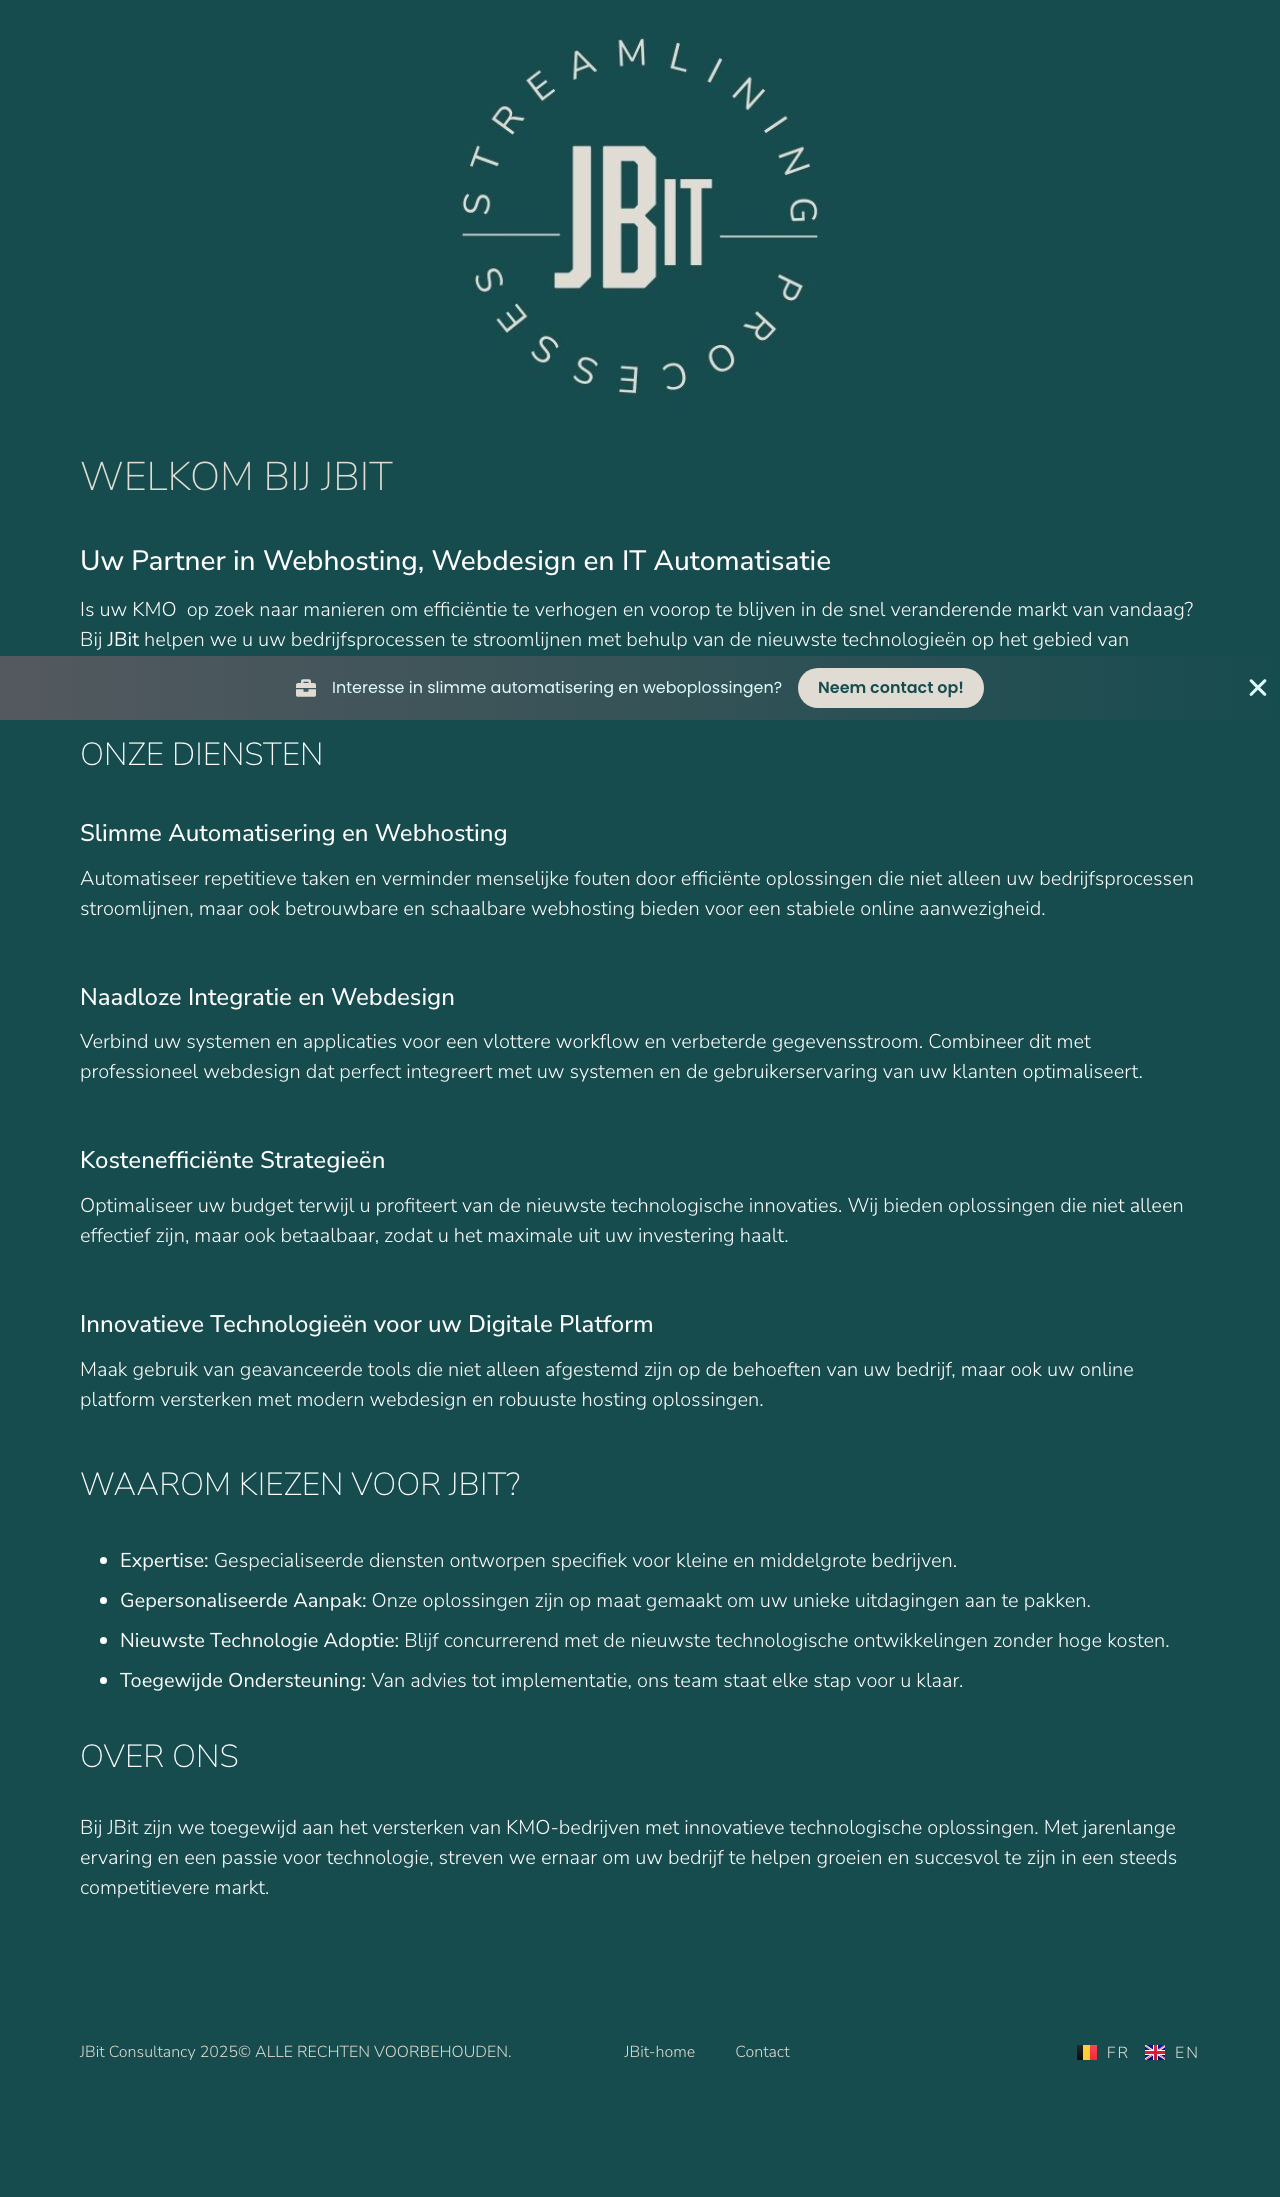 STREAMLINING
JBIT
PROCESSES
WELKOM BIJ JBIT
Uw Partner in Webhosting, Webdesign en IT Automatisatie
Is uw KMO  op zoek naar manieren om efficiëntie te verhogen en voorop te blijven in de snel veranderende markt van vandaag?
Bij JBit helpen we u uw bedrijfsprocessen te stroomlijnen met behulp van de nieuwste technologieën op het gebied van
Interesse in slimme automatisering en weboplossingen?
Neem contact op!
ONZE DIENSTEN
Slimme Automatisering en Webhosting
Automatiseer repetitieve taken en verminder menselijke fouten door efficiënte oplossingen die niet alleen uw bedrijfsprocessen
stroomlijnen, maar ook betrouwbare en schaalbare webhosting bieden voor een stabiele online aanwezigheid.
Naadloze Integratie en Webdesign
Verbind uw systemen en applicaties voor een vlottere workflow en verbeterde gegevensstroom. Combineer dit met
professioneel webdesign dat perfect integreert met uw systemen en de gebruikerservaring van uw klanten optimaliseert.
Kostenefficiënte Strategieën
Optimaliseer uw budget terwijl u profiteert van de nieuwste technologische innovaties. Wij bieden oplossingen die niet alleen
effectief zijn, maar ook betaalbaar, zodat u het maximale uit uw investering haalt.
Innovatieve Technologieën voor uw Digitale Platform
Maak gebruik van geavanceerde tools die niet alleen afgestemd zijn op de behoeften van uw bedrijf, maar ook uw online
platform versterken met modern webdesign en robuuste hosting oplossingen.
WAAROM KIEZEN VOOR JBIT?
Expertise: Gespecialiseerde diensten ontworpen specifiek voor kleine en middelgrote bedrijven.
Gepersonaliseerde Aanpak: Onze oplossingen zijn op maat gemaakt om uw unieke uitdagingen aan te pakken.
Nieuwste Technologie Adoptie: Blijf concurrerend met de nieuwste technologische ontwikkelingen zonder hoge kosten.
Toegewijde Ondersteuning: Van advies tot implementatie, ons team staat elke stap voor u klaar.
OVER ONS
Bij JBit zijn we toegewijd aan het versterken van KMO-bedrijven met innovatieve technologische oplossingen. Met jarenlange
ervaring en een passie voor technologie, streven we ernaar om uw bedrijf te helpen groeien en succesvol te zijn in een steeds
competitievere markt.
JBit Consultancy 2025© ALLE RECHTEN VOORBEHOUDEN.
JBit-home
Contact
FR
EN